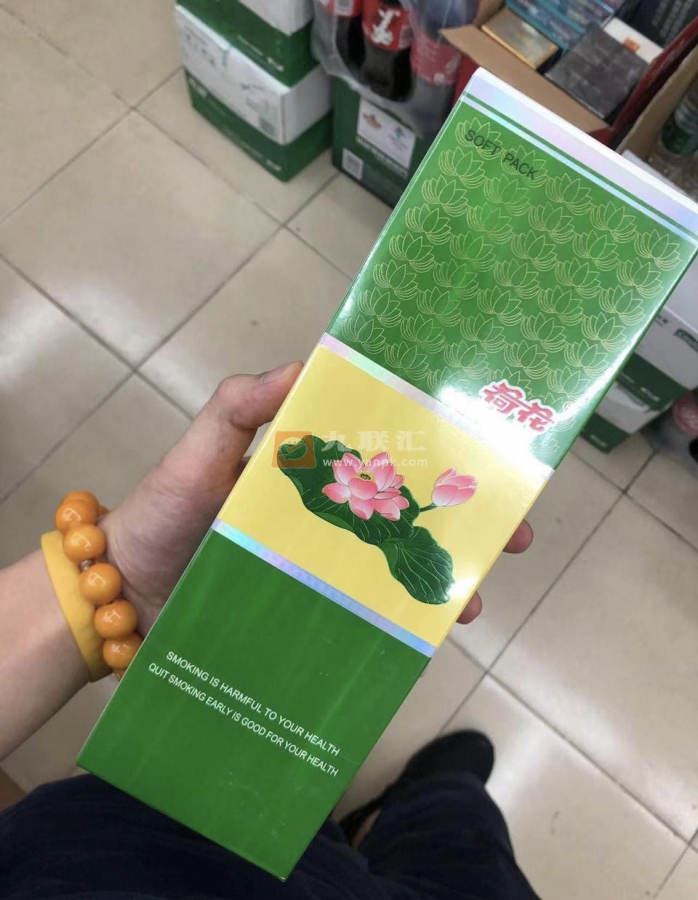 SOFT PACK
荷花
九联汇
www.yanpk.com
SMOKING IS HARMFUL TO YOUR HEALTH
QUIT SMOKING EARLY IS GOOD FOR YOUR HEALTH